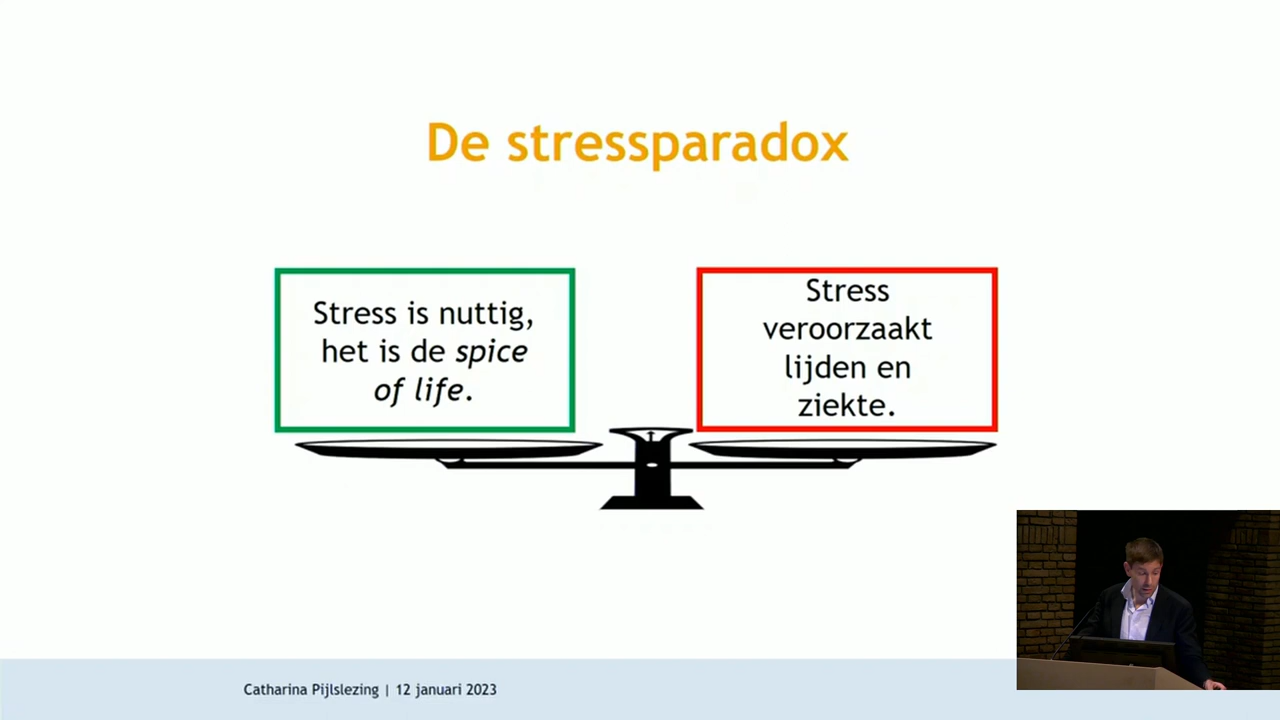 De stressparadox
Stress is nuttig,
het is de spice
of life.
Stress
veroorzaakt
lijden en
ziekte.
Catharina Pijlslezing | 12 januari 2023